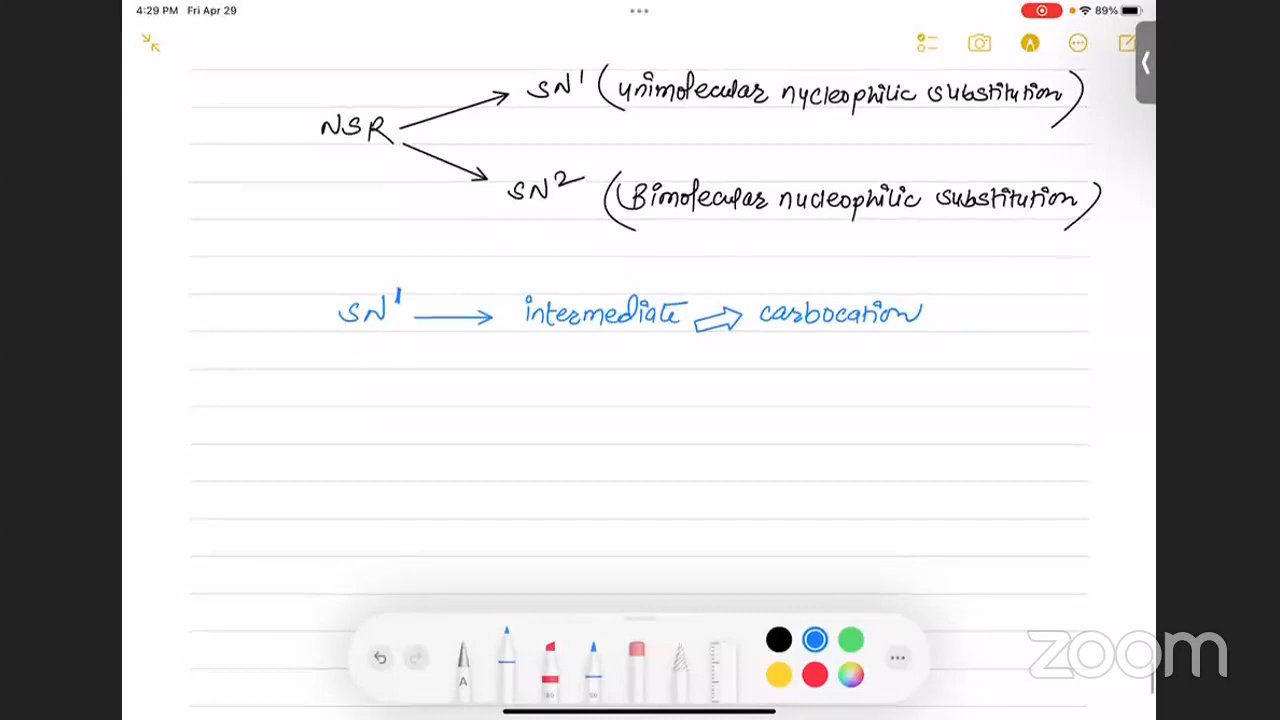 4:29 PM Fri Apr 29
89%
SN1 (Unimolecular nycleophilic substitution)
NSR
SN2 (Bimolecular nucleophilic substitution)
SN1 → intermediate ⇒ carbocation
A
zoom